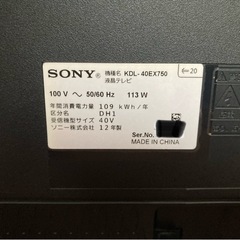 SONY 機種名 KDL-40EX750
液晶テレビ
100 V ~ 50/60 Hz 113 W
年間消費電力量 109 kWh/年
区分名 DH1
受信機型サイズ 40V
ソニー株式会社 12年製
Ser.No.
MADE IN CHINA
20